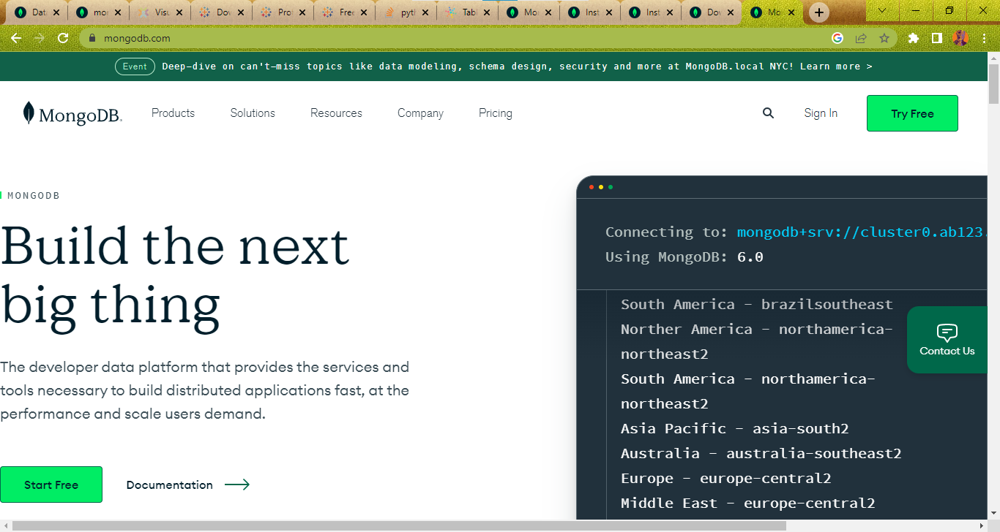 Data
mor
Visu
Dow
Prot
Free
pyth
Tabl
Mo
Inst
Inst
Dov
Mo
mongodb.com
Event Deep-dive on can't-miss topics like data modeling, schema design, security and more at MongoDB.local NYC! Learn more >
MongoDB. Products Solutions Resources Company Pricing Sign In Try Free
MONGODB
Build the next
big thing
The developer data platform that provides the services and
tools necessary to build distributed applications fast, at the
performance and scale users demand.
Start Free Documentation
Connecting to: mongodb+srv://cluster0.ab123.
Using MongoDB: 6.0
South America - brazilsoutheast
Norther America - northamerica-
northeast2
South America - northamerica-
northeast2
Asia Pacific - asia-south2
Australia - australia-southeast2
Europe - europe-central2
Middle East - europe-central2
Contact Us